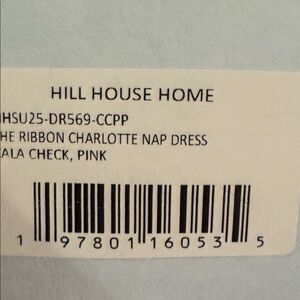 HILL HOUSE HOME
HSU25-DR569-CCPP
HE RIBBON CHARLOTTE NAP DRESS
ALA CHECK, PINK
1 97801 16053 5